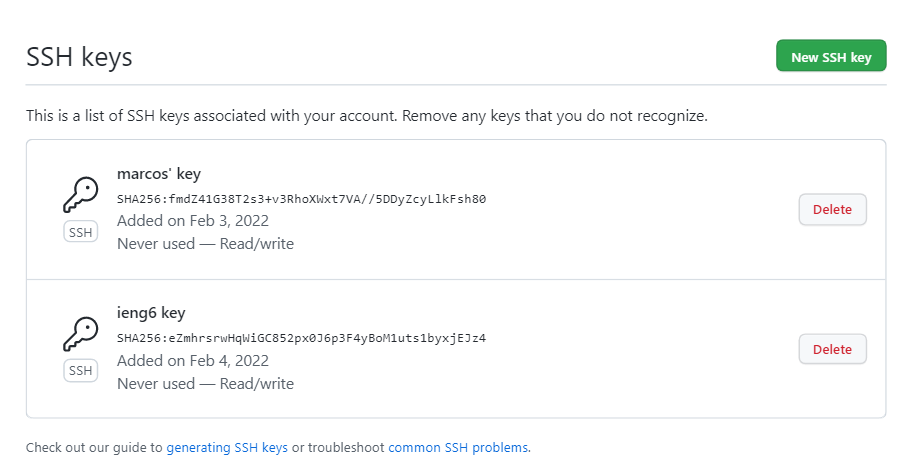 SSH keys
New SSH key
This is a list of SSH keys associated with your account. Remove any keys that you do not recognize.
marcos' key
SHA256:fmdZ41G38T2s3+v3RhoXWxt7VA//5DDyZcyLlkFsh80
Added on Feb 3, 2022
Never used — Read/write
SSH
Delete
ieng6 key
SHA256:eZmhrsrwHqWiGC852px0J6p3F4yBoM1uts1byxjEJz4
Added on Feb 4, 2022
Never used — Read/write
SSH
Delete
Check out our guide to generating SSH keys or troubleshoot common SSH problems.